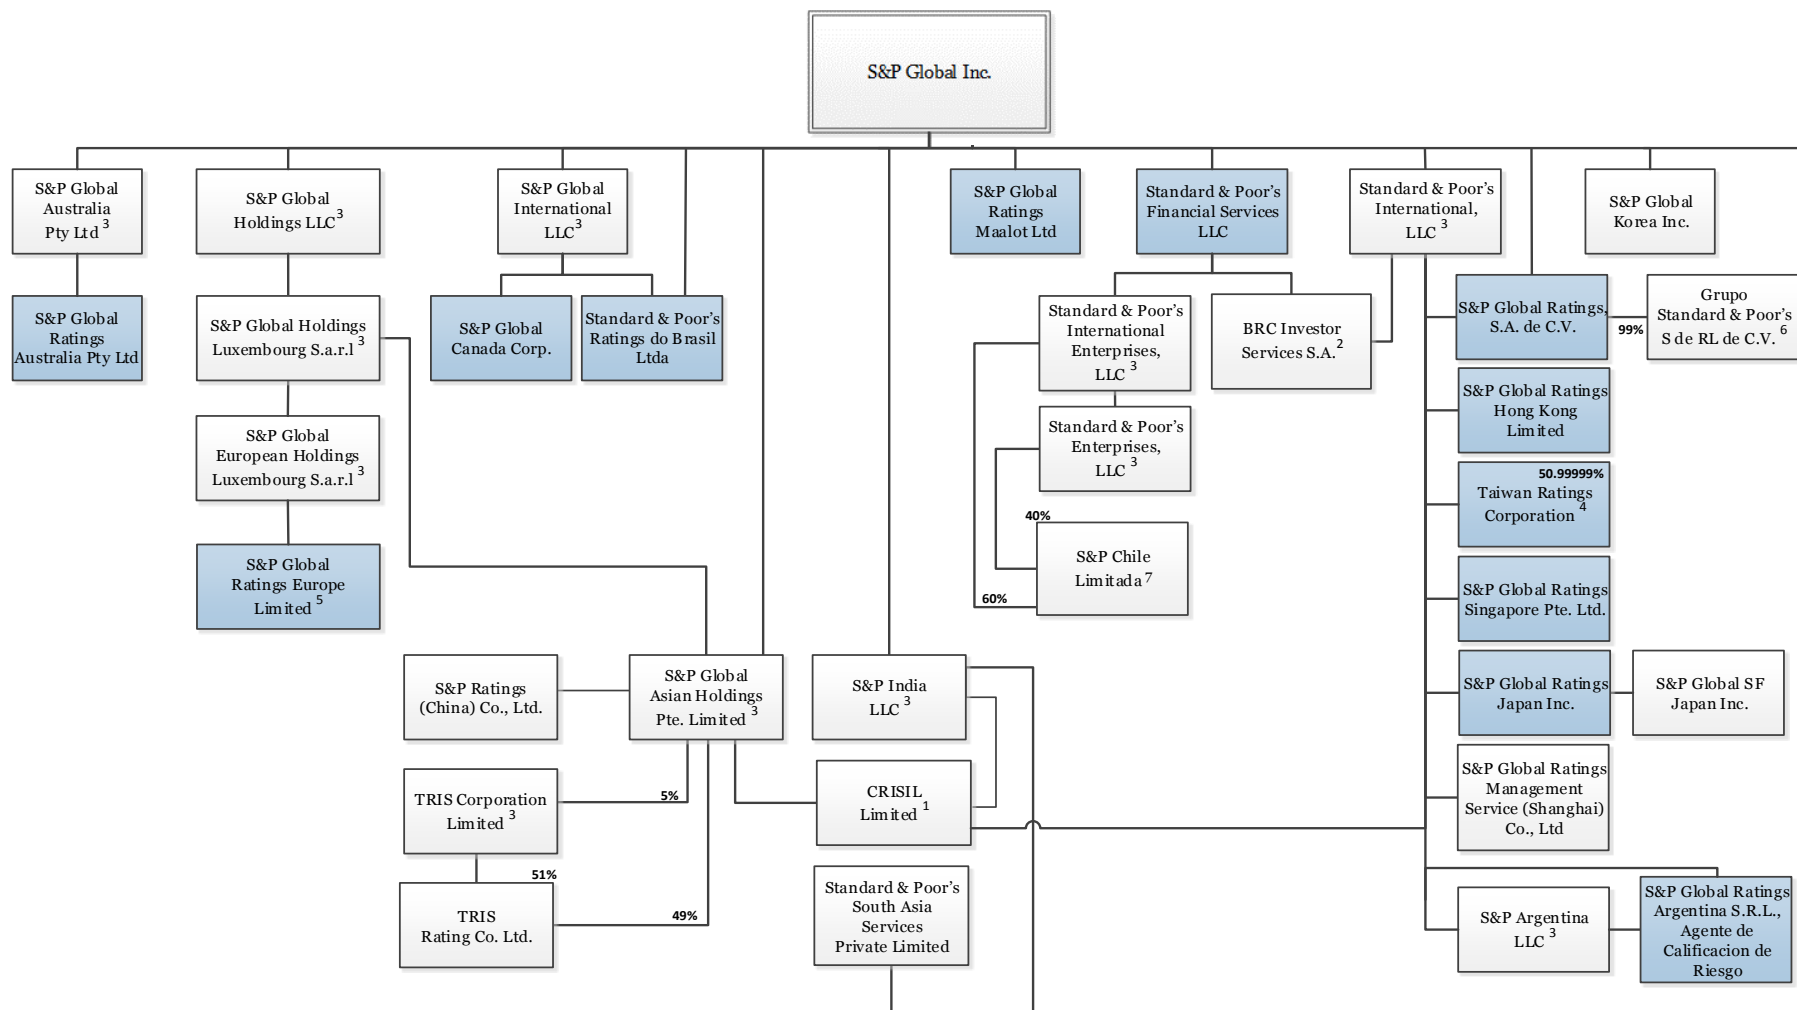 S&P Global Inc.
S&P Global
Australia
Pty Ltd 3
S&P Global
Holdings LLC3
S&P Global
International
LLC3
S&P Global
Ratings
Maalot Ltd
Standard & Poor's
Financial Services
LLC
Standard & Poor's
International,
LLC 3
S&P Global
Korea Inc.
S&P Global
Ratings
Australia Pty Ltd
S&P Global Holdings
Luxembourg S.a.r.l 3
S&P Global
Canada Corp.
Standard & Poor's
Ratings do Brasil
Ltda
Standard & Poor's
International
Enterprises,
LLC 3
BRC Investor
Services S.A.2
S&P Global Ratings,
S.A. de C.V.
99%
Grupo
Standard & Poor's
S de RL de C.V. 6
S&P Global
European Holdings
Luxembourg S.a.r.l 3
Standard & Poor's
Enterprises,
LLC 3
S&P Global Ratings
Hong Kong
Limited
50.99999%
Taiwan Ratings
Corporation 4
S&P Global
Ratings Europe
Limited 5
40%
S&P Chile
Limitada 7
60%
S&P Global Ratings
Singapore Pte. Ltd.
S&P Ratings
(China) Co., Ltd.
S&P Global
Asian Holdings
Pte. Limited 3
S&P India
LLC 3
S&P Global Ratings
Japan Inc.
S&P Global SF
Japan Inc.
TRIS Corporation
Limited 3
5%
CRISIL
Limited 1
S&P Global Ratings
Management
Service (Shanghai)
Co., Ltd
51%
TRIS
Rating Co. Ltd.
49%
Standard & Poor's
South Asia
Services
Private Limited
S&P Argentina
LLC 3
S&P Global Ratings
Argentina S.R.L.,
Agente de
Calificacion de
Riesgo